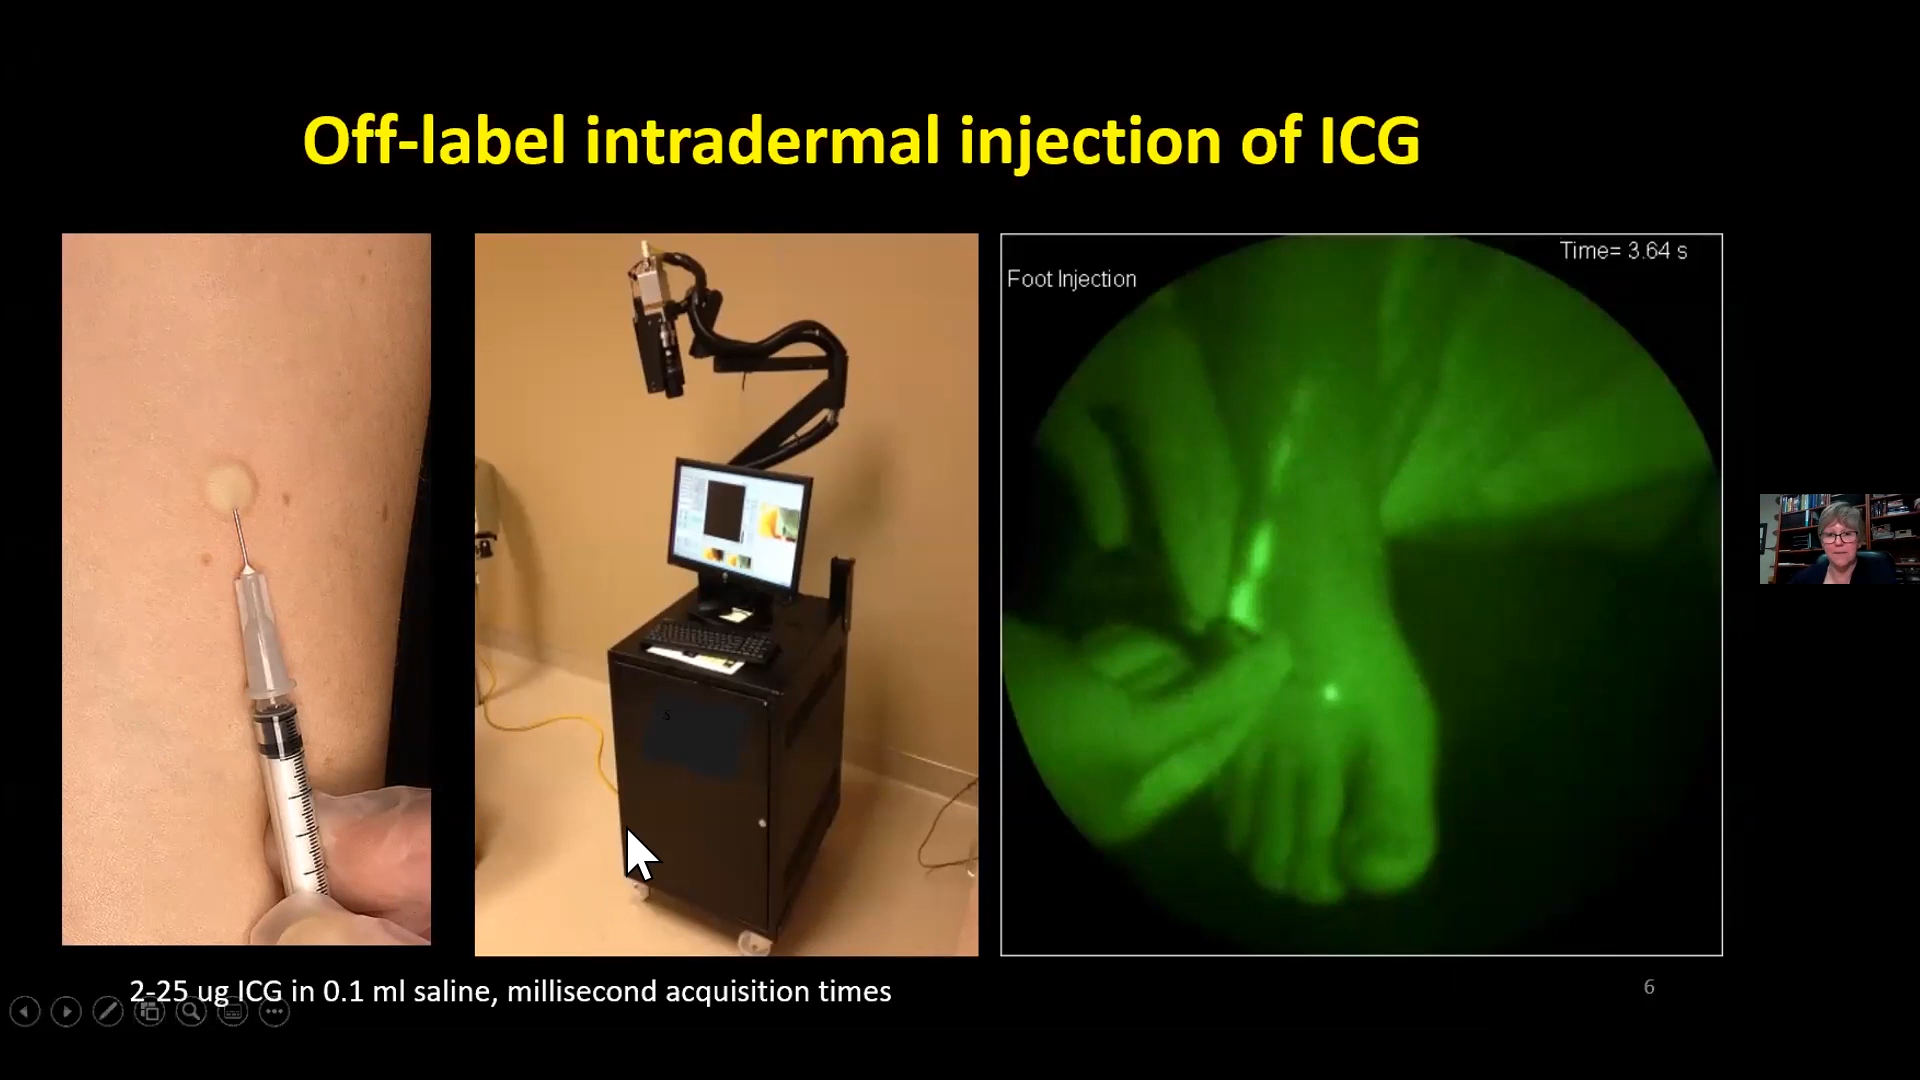 Off-label intradermal injection of ICG
Time= 3.64 s
Foot Injection
2-25 ug ICG in 0.1 ml saline, millisecond acquisition times
6